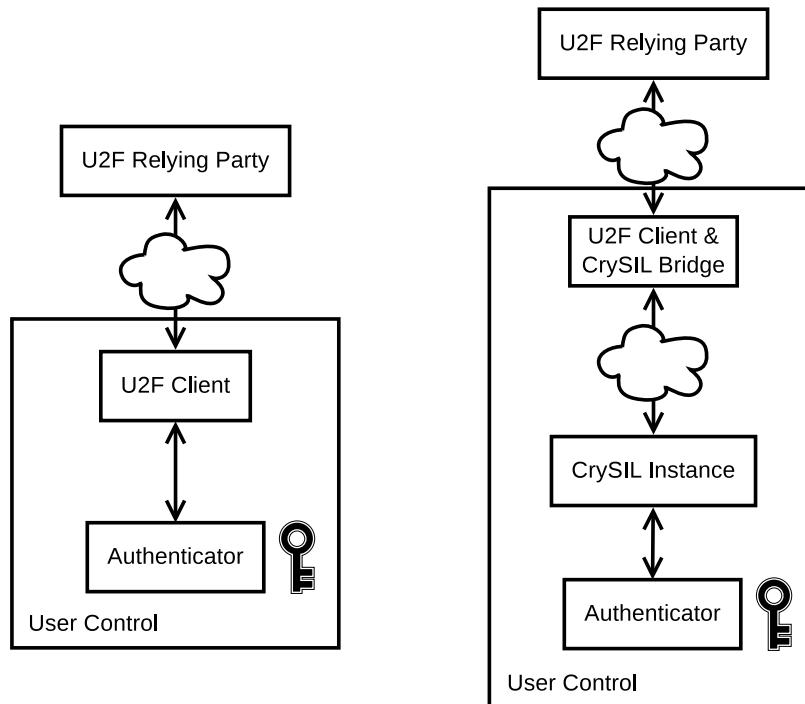 U2F Relying Party
U2F Client
Authenticator
User Control
U2F Relying Party
U2F Client &
CrySIL Bridge
CrySIL Instance
Authenticator
User Control